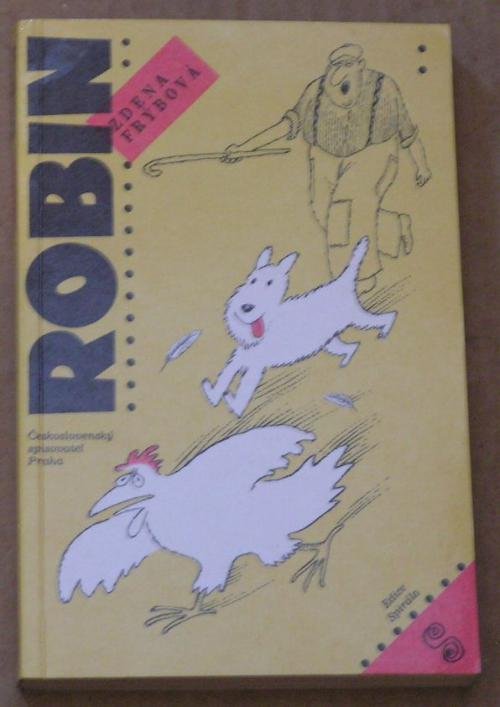 ROBIN
ZDENA
FRÝBOVÁ
Československý
spisovatel
Praha
Edice
Spirála